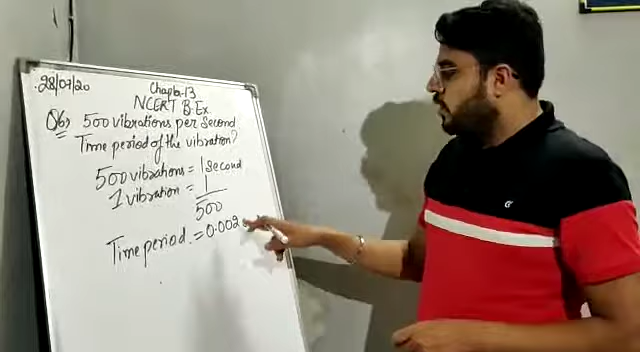 28/07/20
Chapter-13
NCERT B.Ex
Q6) 500 vibrations per second
Time period of the vibration?
500 vibrations = 1 second
1 vibration = 1/500
Time period = 0.002